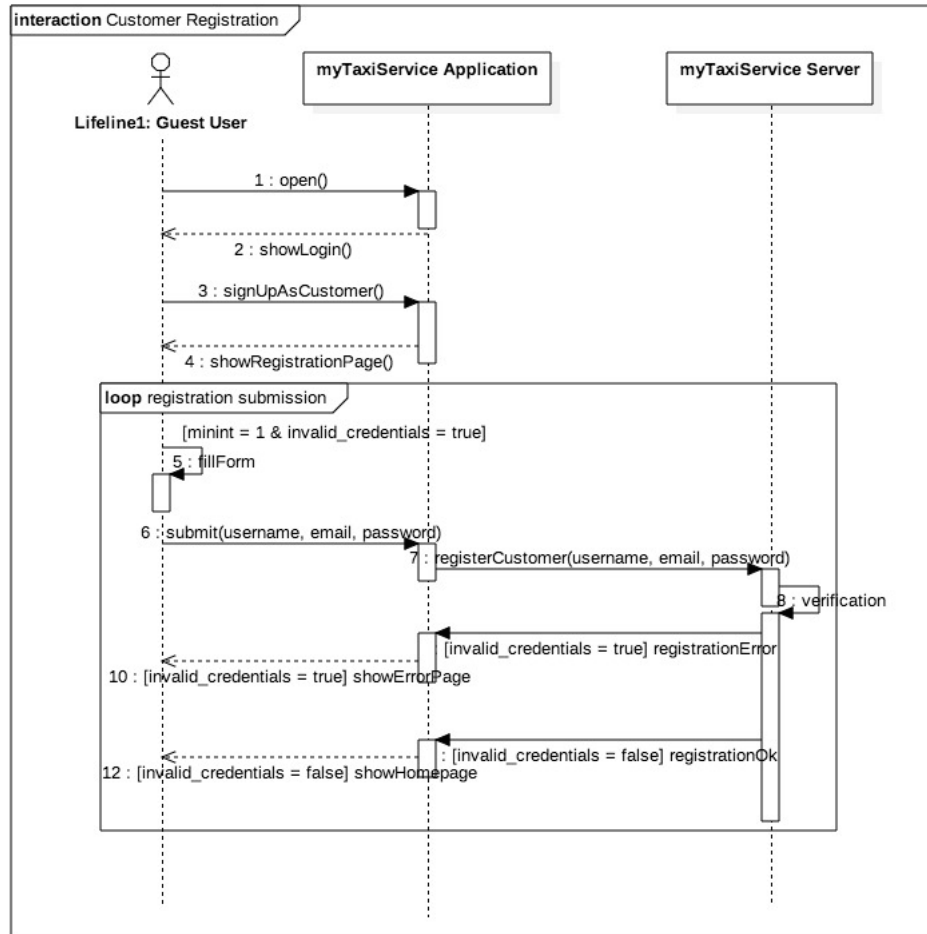 interaction Customer Registration
myTaxiService Application
myTaxiService Server
Lifeline1: Guest User
1 : open()
2 : showLogin()
3 : signUpAsCustomer()
4 : showRegistrationPage()
loop registration submission
[minint = 1 & invalid_credentials = true]
5 : fillForm
6 : submit(username, email, password)
7 : registerCustomer(username, email, password)
8 : verification
: [invalid_credentials = true] registrationError
10 : [invalid_credentials = true] showErrorPage
: [invalid_credentials = false] registrationOk
12 : [invalid_credentials = false] showHomepage